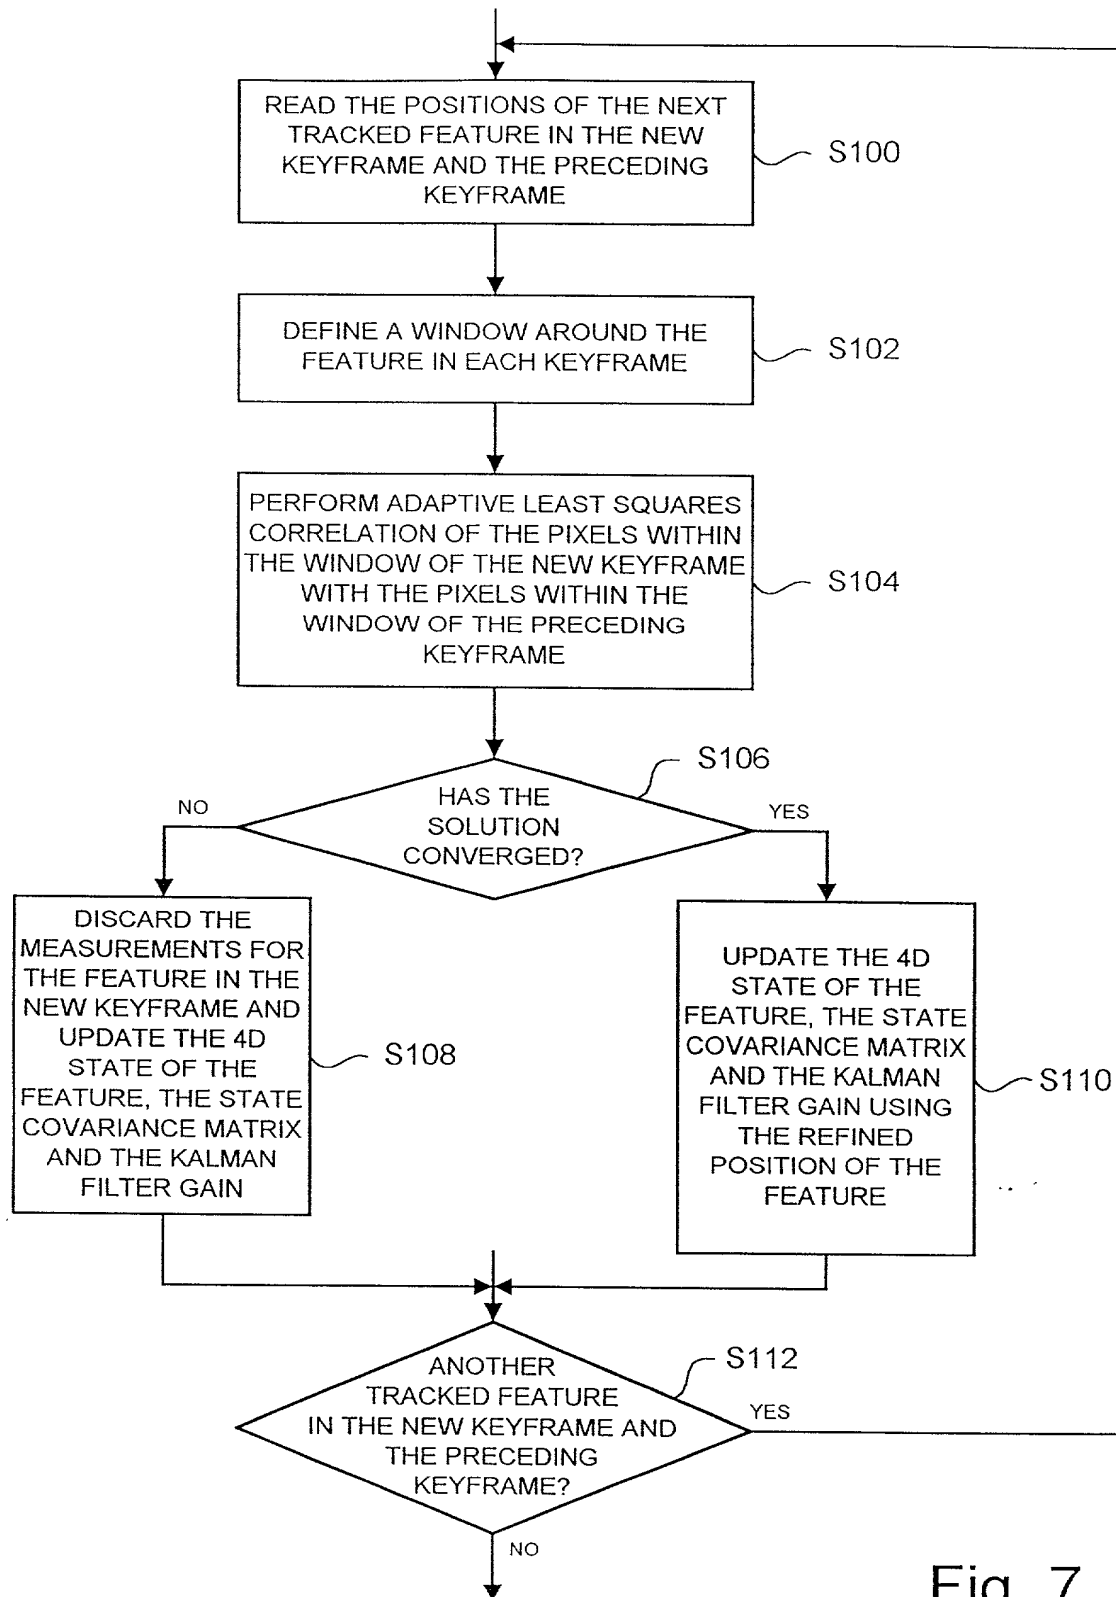 READ THE POSITIONS OF THE NEXT
TRACKED FEATURE IN THE NEW
KEYFRAME AND THE PRECEDING
KEYFRAME
S100
DEFINE A WINDOW AROUND THE
FEATURE IN EACH KEYFRAME
S102
PERFORM ADAPTIVE LEAST SQUARES
CORRELATION OF THE PIXELS WITHIN
THE WINDOW OF THE NEW KEYFRAME
WITH THE PIXELS WITHIN THE
WINDOW OF THE PRECEDING
KEYFRAME
S104
S106
HAS THE
SOLUTION
CONVERGED?
NO
YES
DISCARD THE
MEASUREMENTS FOR
THE FEATURE IN THE
NEW KEYFRAME AND
UPDATE THE 4D
STATE OF THE
FEATURE, THE STATE
COVARIANCE MATRIX
AND THE KALMAN
FILTER GAIN
S108
UPDATE THE 4D
STATE OF THE
FEATURE, THE STATE
COVARIANCE MATRIX
AND THE KALMAN
FILTER GAIN USING
THE REFINED
POSITION OF THE
FEATURE
S110
ANOTHER
TRACKED FEATURE
IN THE NEW KEYFRAME AND
THE PRECEDING
KEYFRAME?
S112
YES
NO
Fig. 7